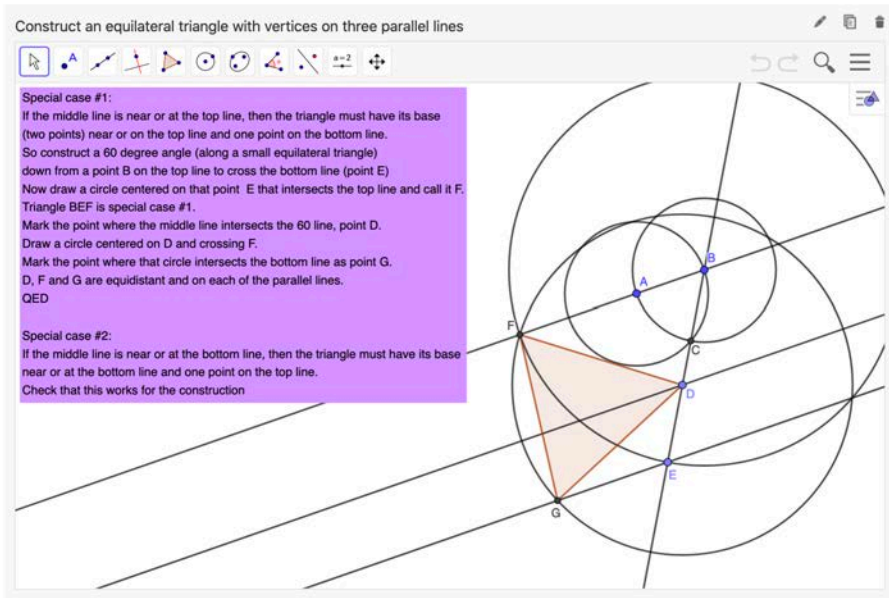 Construct an equilateral triangle with vertices on three parallel lines
A
a=2
Special case #1:
If the middle line is near or at the top line, then the triangle must have its base
(two points) near or on the top line and one point on the bottom line.
So construct a 60 degree angle (along a small equilateral triangle)
down from a point B on the top line to cross the bottom line (point E)
Now draw a circle centered on that point E that intersects the top line and call it F.
Triangle BEF is special case #1.
Mark the point where the middle line intersects the 60 line, point D.
Draw a circle centered on D and crossing F.
Mark the point where that circle intersects the bottom line as point G.
D, F and G are equidistant and on each of the parallel lines.
QED
Special case #2:
If the middle line is near or at the bottom line, then the triangle must have its base
near or at the bottom line and one point on the top line.
Check that this works for the construction
B
A
F
C
D
E
G